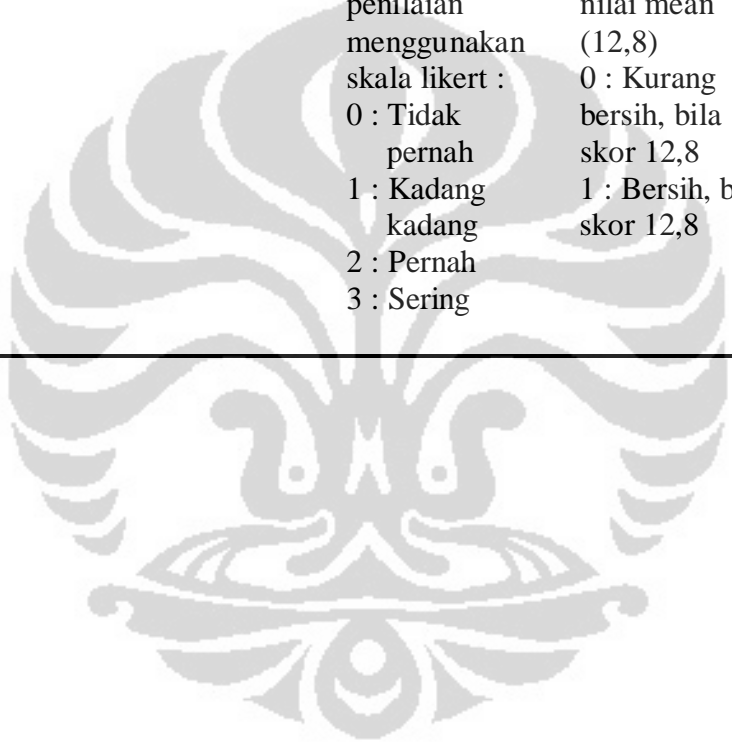 penilaian
menggunakan
skala likert :
0 : Tidak
pernah
1 : Kadang
kadang
2 : Pernah
3 : Sering
nilai mean
(12,8)
0 : Kurang
bersih, bila
skor 12,8
1 : Bersih, b
skor 12,8